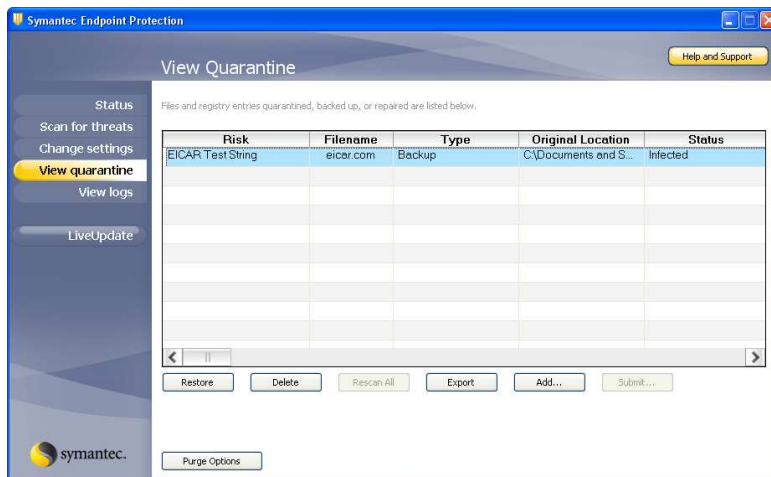 Symantec Endpoint Protection
View Quarantine
Help and Support
Status
Scan for threats
Change settings
View quarantine
View logs
LiveUpdate
Files and registry entries quarantined, backed up, or repaired are listed below.
Risk Filename Type Original Location Status
EICAR Test String eicar.com Backup C:\Documents and S... Infected
Restore Delete Rescan All Export Add... Submit...
symantec.
Purge Options